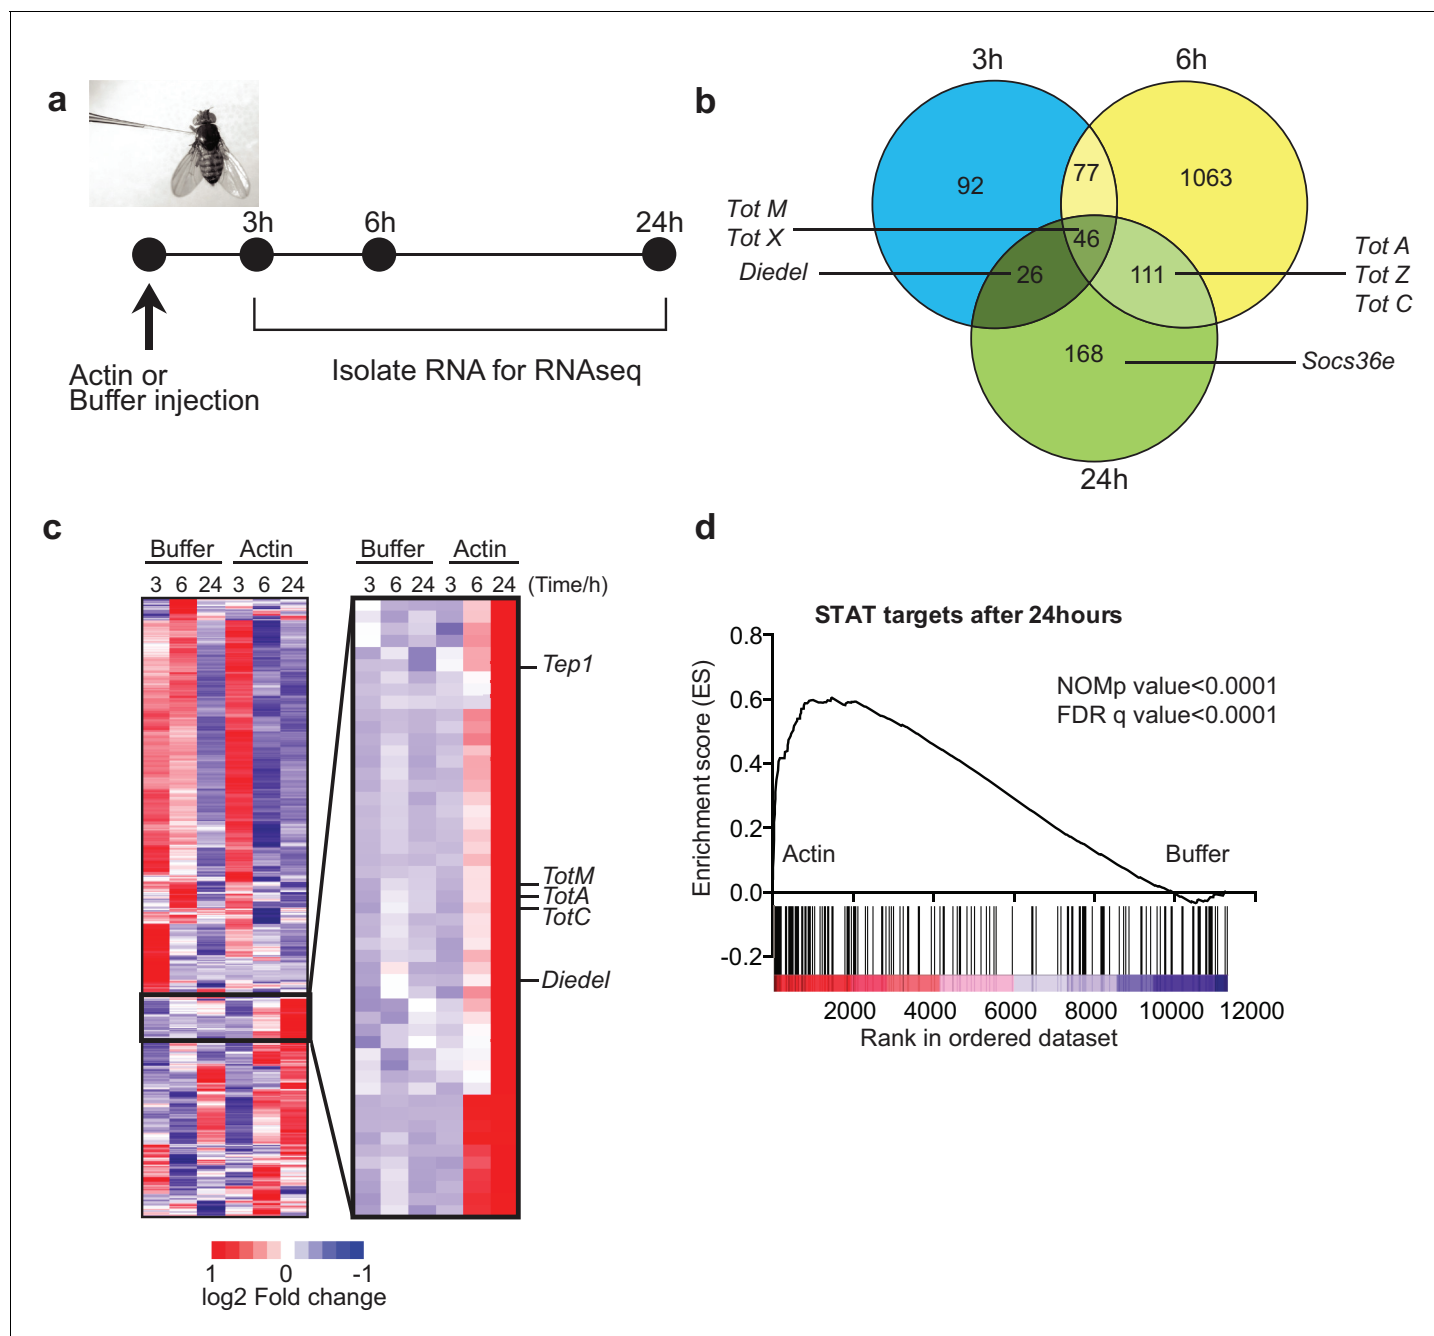 a
3h
6h
24h
Actin or
Buffer injection
Isolate RNA for RNAseq
b
3h
6h
92
77
1063
Tot M
Tot X
46
Diedel
26
111
Tot A
Tot Z
Tot C
168
Socs36e
24h
c
Buffer Actin
3 6 24 3 6 24
Buffer Actin
3 6 24 3 6 24 (Time/h)
Tep1
TotM
TotA
TotC
Diedel
1 0 -1
log2 Fold change
d
STAT targets after 24hours
0.8
0.6
0.4
0.2
0.0
-0.2
Enrichment score (ES)
NOMp value<0.0001
FDR q value<0.0001
Actin
Buffer
2000 4000 6000 8000 10000 12000
Rank in ordered dataset